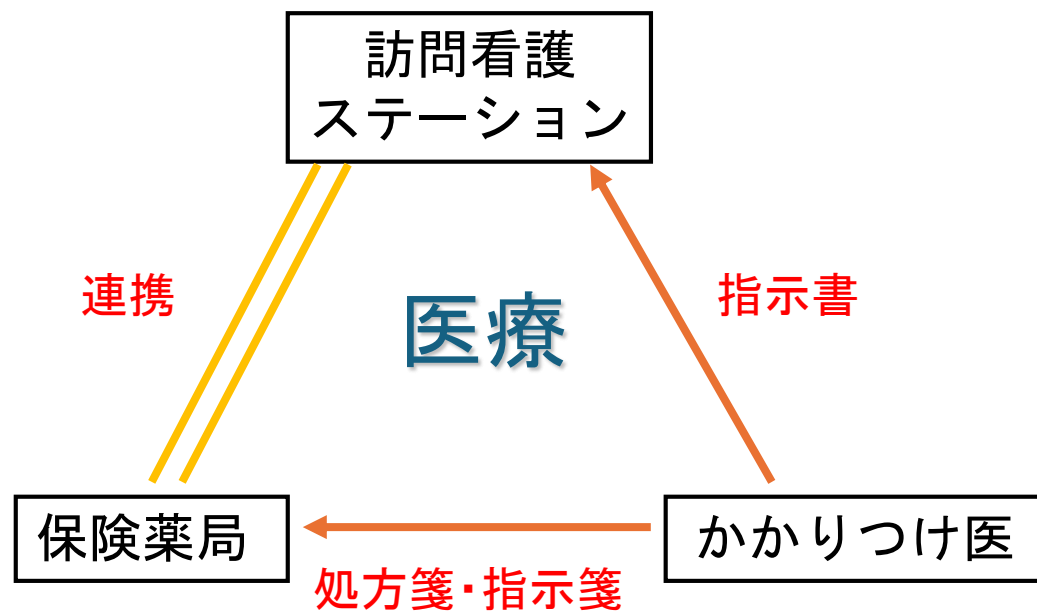 訪問看護
ステーション
連携
指示書
医療
保険薬局
かかりつけ医
処方箋・指示箋